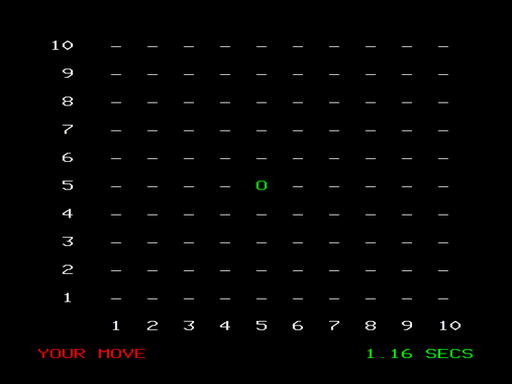 10 — — — — — — — — — —
9 — — — — — — — — — —
8 — — — — — — — — — —
7 — — — — — — — — — —
6 — — — — — — — — — —
5 — — — — O — — — — —
4 — — — — — — — — — —
3 — — — — — — — — — —
2 — — — — — — — — — —
1 — — — — — — — — — —
1 2 3 4 5 6 7 8 9 10
YOUR MOVE 1.16 SECS